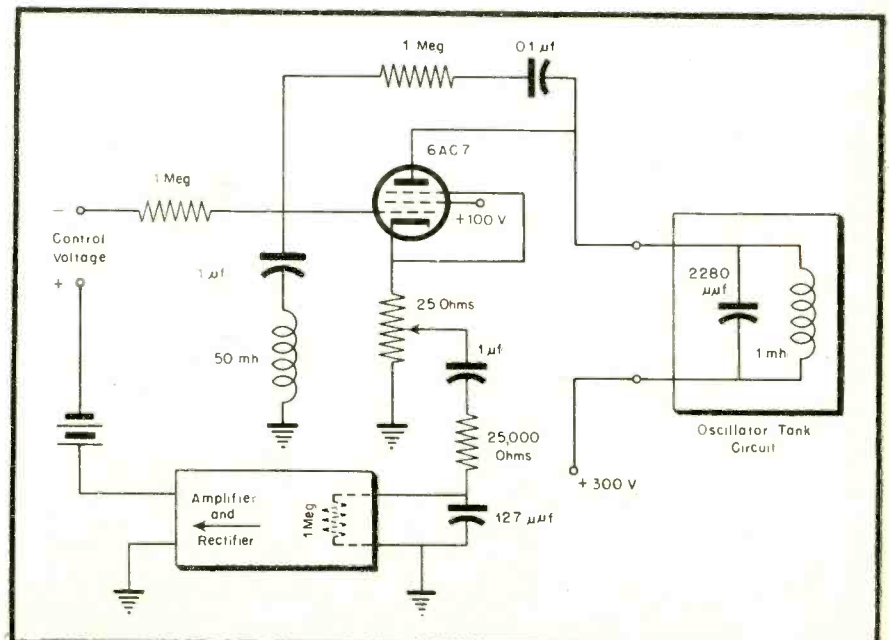 1 Meg
01 µf
6AC7
1 Meg
+100 V
−
Control
Voltage
+
1 µf
25 Ohms
50 mh
1 µf
25,000
Ohms
127 µµf
Amplifier
and
Rectifier
1 Meg
2280
µµf
1 mh
Oscillator Tank
Circuit
+ 300 V